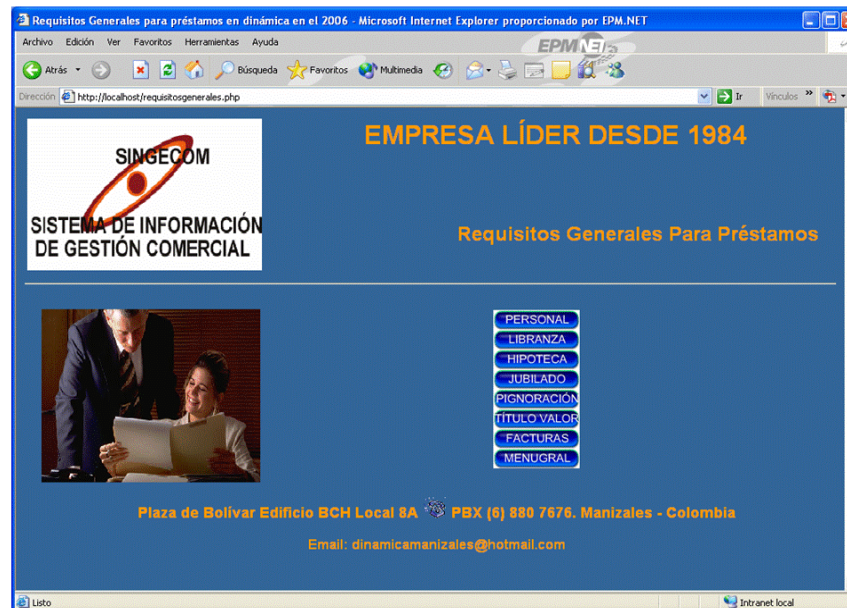 Requisitos Generales para préstamos en dinámica en el 2006 - Microsoft Internet Explorer proporcionado por EPM.NET
Archivo Edición Ver Favoritos Herramientas Ayuda
EPMNET
Atrás Búsqueda Favoritos Multimedia
Dirección http://localhost/requisitosgenerales.php Ir Vínculos
SINGECOM
SISTEMA DE INFORMACIÓN
DE GESTIÓN COMERCIAL
EMPRESA LÍDER DESDE 1984
Requisitos Generales Para Préstamos
PERSONAL
LIBRANZA
HIPOTECA
JUBILADO
PIGNORACIÓN
TÍTULO VALOR
FACTURAS
MENUGRAL
Plaza de Bolívar Edificio BCH Local 8A PBX (6) 880 7676. Manizales - Colombia
Email: dinamicamanizales@hotmail.com
Listo Intranet local